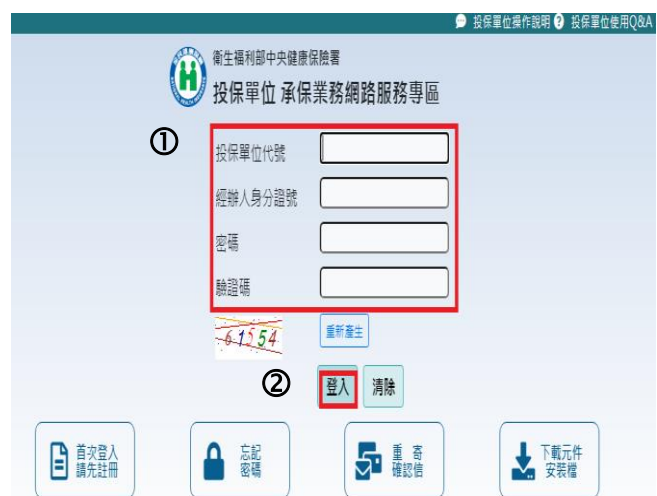 投保單位操作說明 ? 投保單位使用Q&A
衛生福利部中央健康保險署
投保單位 承保業務網路服務專區
①
投保單位代號
經辦人身分證號
密碼
驗證碼
61554
重新產生
②
登入
清除
首次登入
請先註冊
忘記
密碼
重 寄
確認信
下載元件
安裝檔